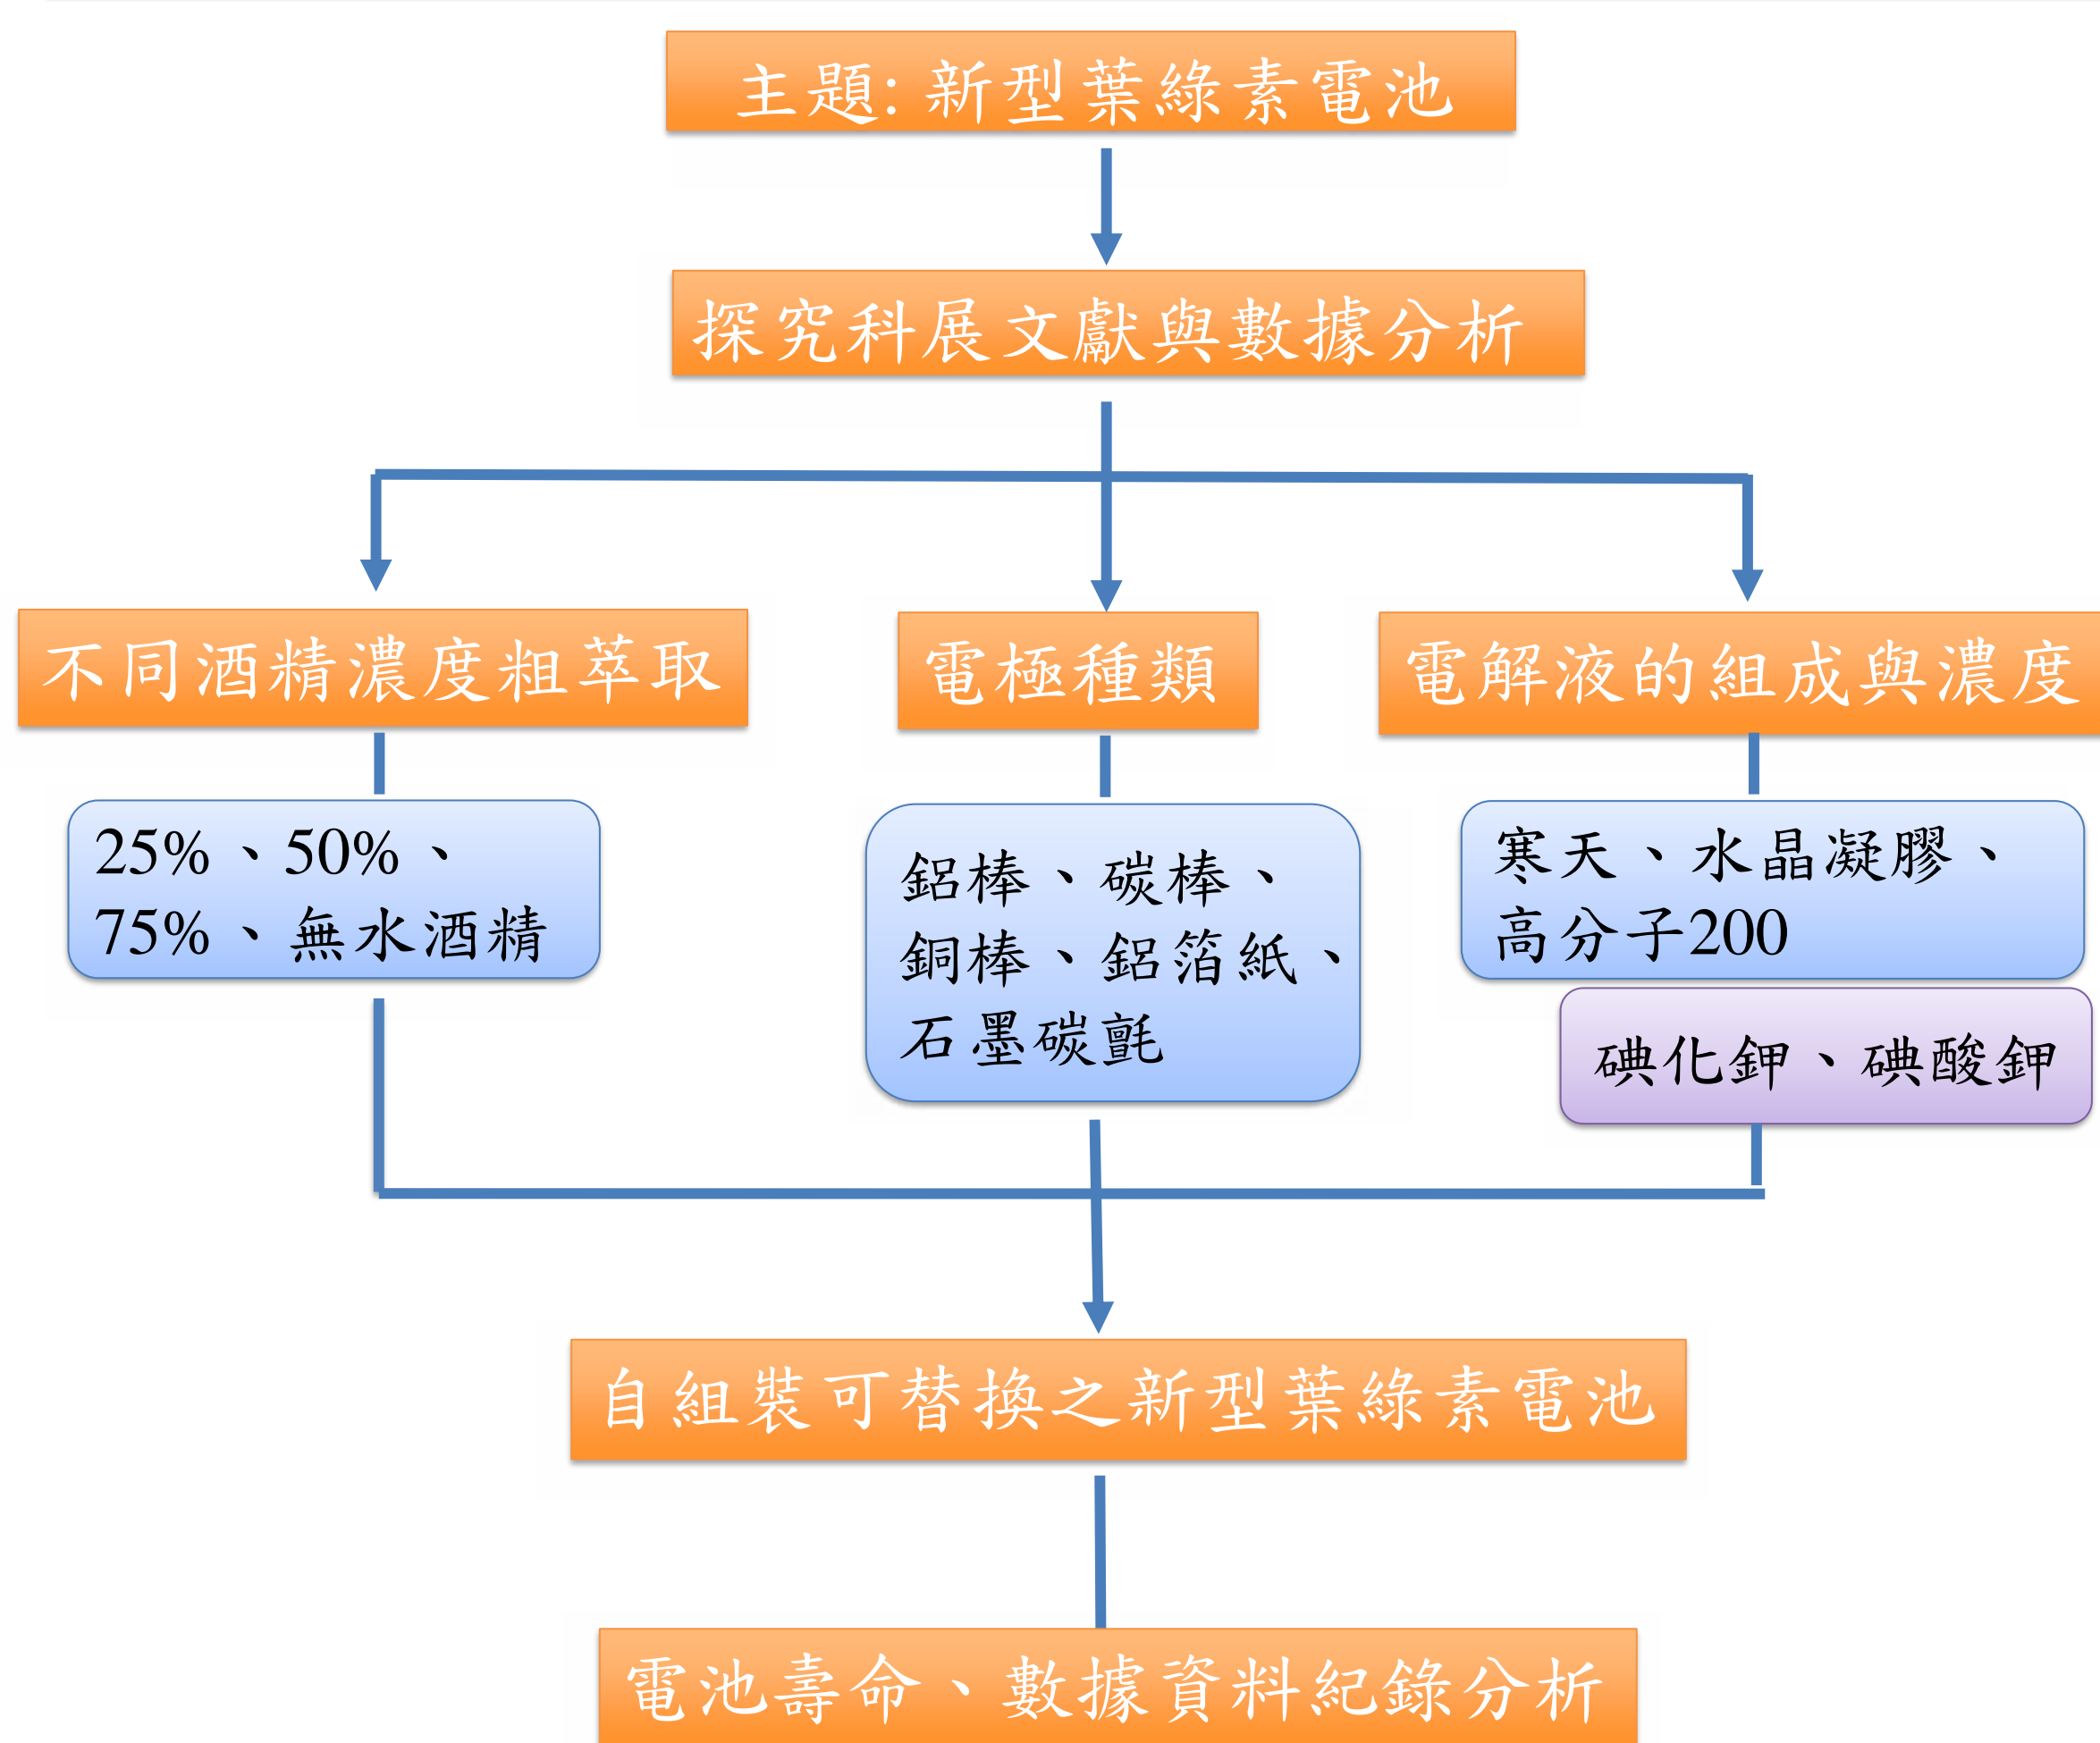 主題:新型葉綠素電池
探究科展文獻與數據分析
不同酒精濃度粗萃取
電極種類
電解液的組成與濃度
25%、50%、
75%、無水酒精
鋁棒、碳棒、
銅棒、鋁箔紙、
石墨碳氈
寒天、水晶凝膠、
高分子200
碘化鉀、碘酸鉀
自組裝可替換之新型葉綠素電池
電池壽命、數據資料紀錄分析